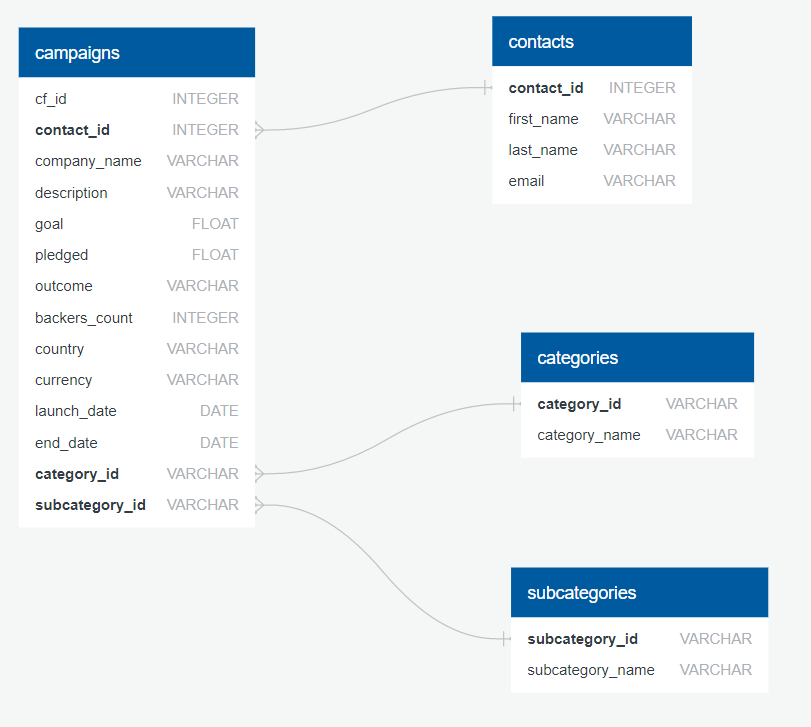 campaigns
cf_id INTEGER
contact_id INTEGER
company_name VARCHAR
description VARCHAR
goal FLOAT
pledged FLOAT
outcome VARCHAR
backers_count INTEGER
country VARCHAR
currency VARCHAR
launch_date DATE
end_date DATE
category_id VARCHAR
subcategory_id VARCHAR
contacts
contact_id INTEGER
first_name VARCHAR
last_name VARCHAR
email VARCHAR
categories
category_id VARCHAR
category_name VARCHAR
subcategories
subcategory_id VARCHAR
subcategory_name VARCHAR